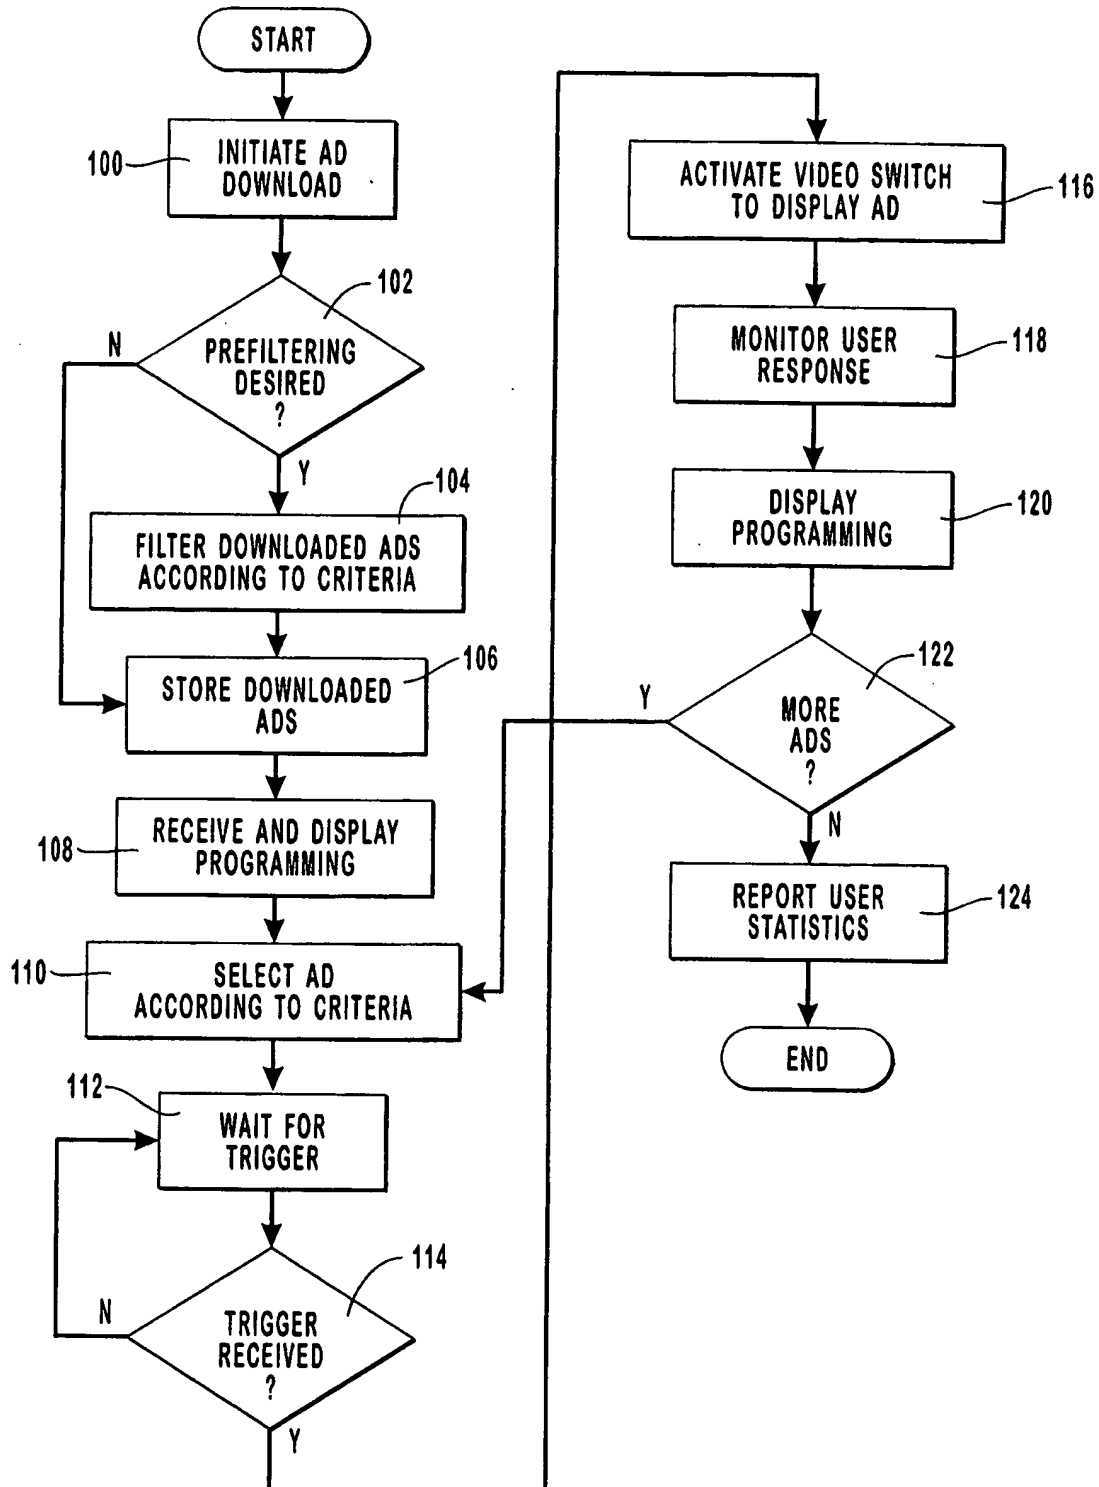 START
100
INITIATE AD
DOWNLOAD
102
N
PREFILTERING
DESIRED
?
Y
104
FILTER DOWNLOADED ADS
ACCORDING TO CRITERIA
106
STORE DOWNLOADED
ADS
108
RECEIVE AND DISPLAY
PROGRAMMING
110
SELECT AD
ACCORDING TO CRITERIA
112
WAIT FOR
TRIGGER
114
N
TRIGGER
RECEIVED
?
Y
ACTIVATE VIDEO SWITCH
TO DISPLAY AD
116
MONITOR USER
RESPONSE
118
DISPLAY
PROGRAMMING
120
122
Y
MORE
ADS
?
N
REPORT USER
STATISTICS
124
END